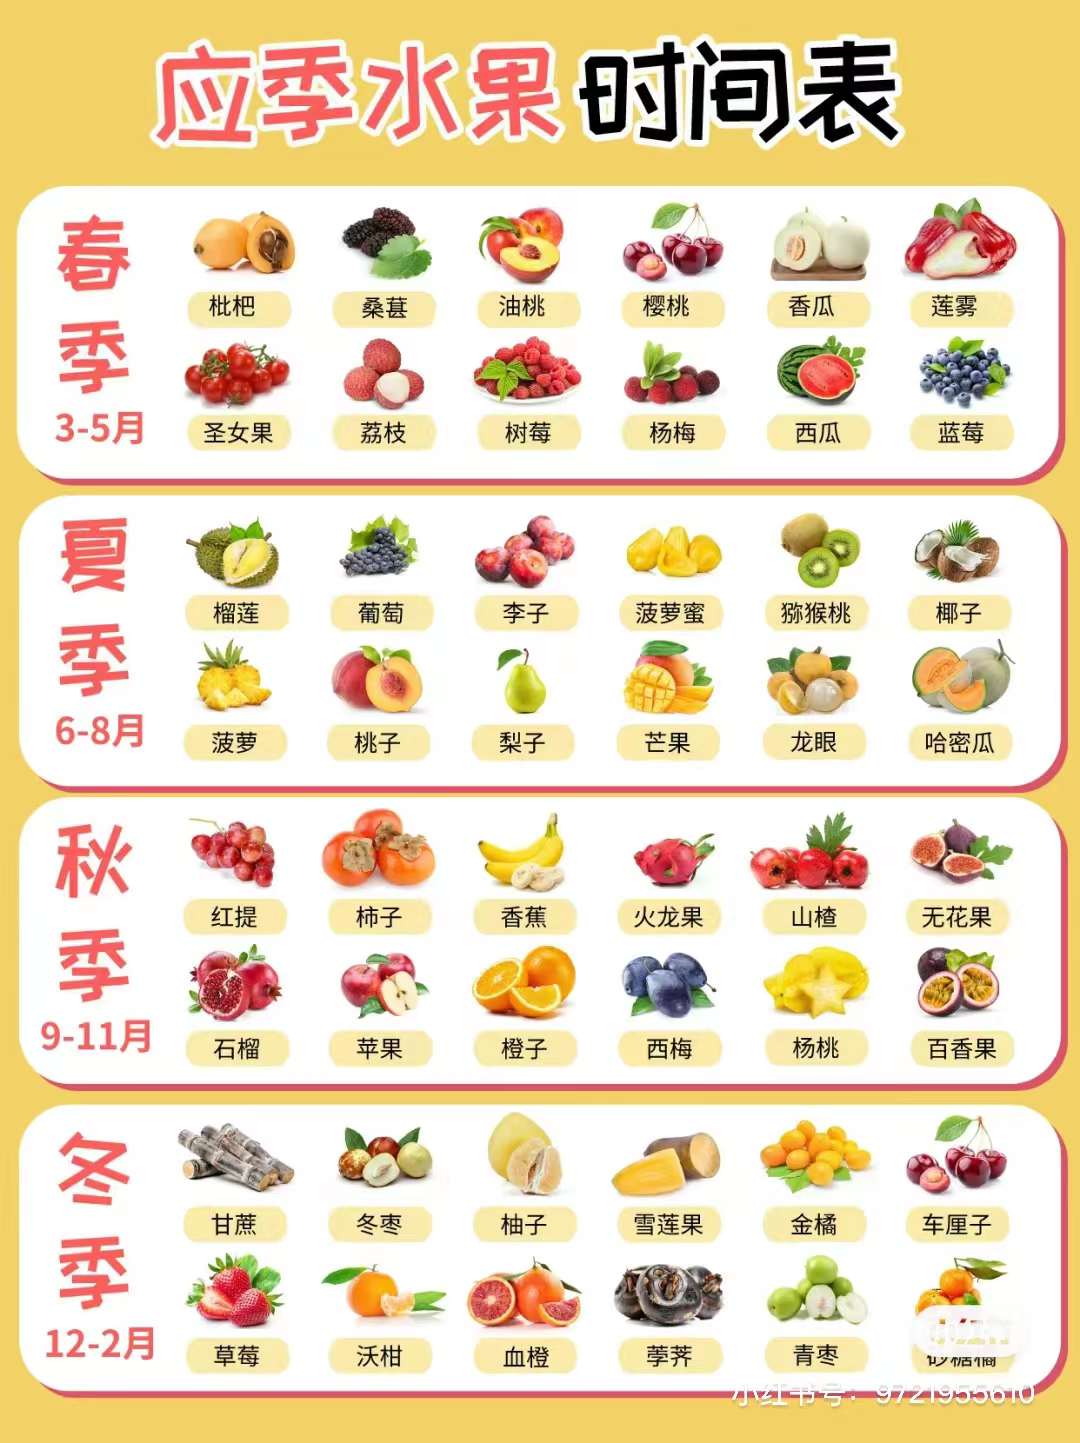 应季水果时间表
春季
3-5月
枇杷 桑葚 油桃 樱桃 香瓜 莲雾
圣女果 荔枝 树莓 杨梅 西瓜 蓝莓
夏季
6-8月
榴莲 葡萄 李子 菠萝蜜 猕猴桃 椰子
菠萝 桃子 梨子 芒果 龙眼 哈密瓜
秋季
9-11月
红提 柿子 香蕉 火龙果 山楂 无花果
石榴 苹果 橙子 西梅 杨桃 百香果
冬季
12-2月
甘蔗 冬枣 柚子 雪莲果 金橘 车厘子
草莓 沃柑 血橙 荸荠 青枣 砂糖橘
小红书号：9721955610